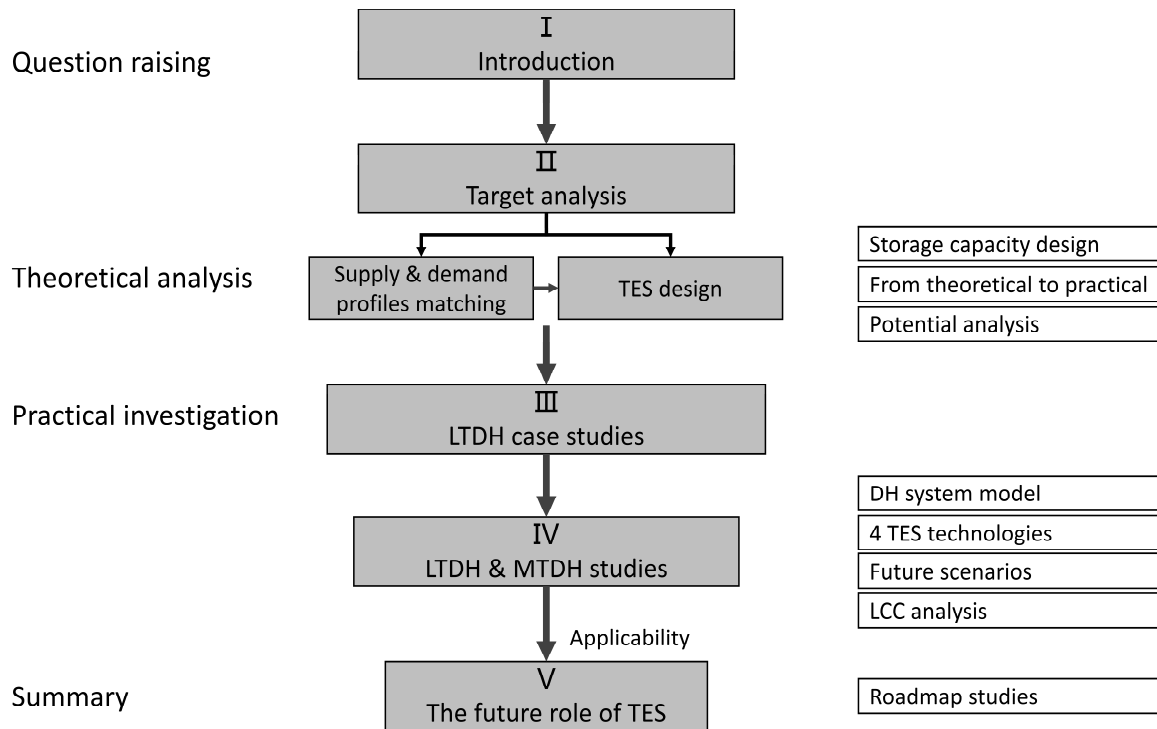 Question raising
I
Introduction
II
Target analysis
Theoretical analysis
Supply & demand
profiles matching
TES design
Storage capacity design
From theoretical to practical
Potential analysis
Practical investigation
III
LTDH case studies
IV
LTDH & MTDH studies
DH system model
4 TES technologies
Future scenarios
LCC analysis
Applicability
Summary
V
The future role of TES
Roadmap studies